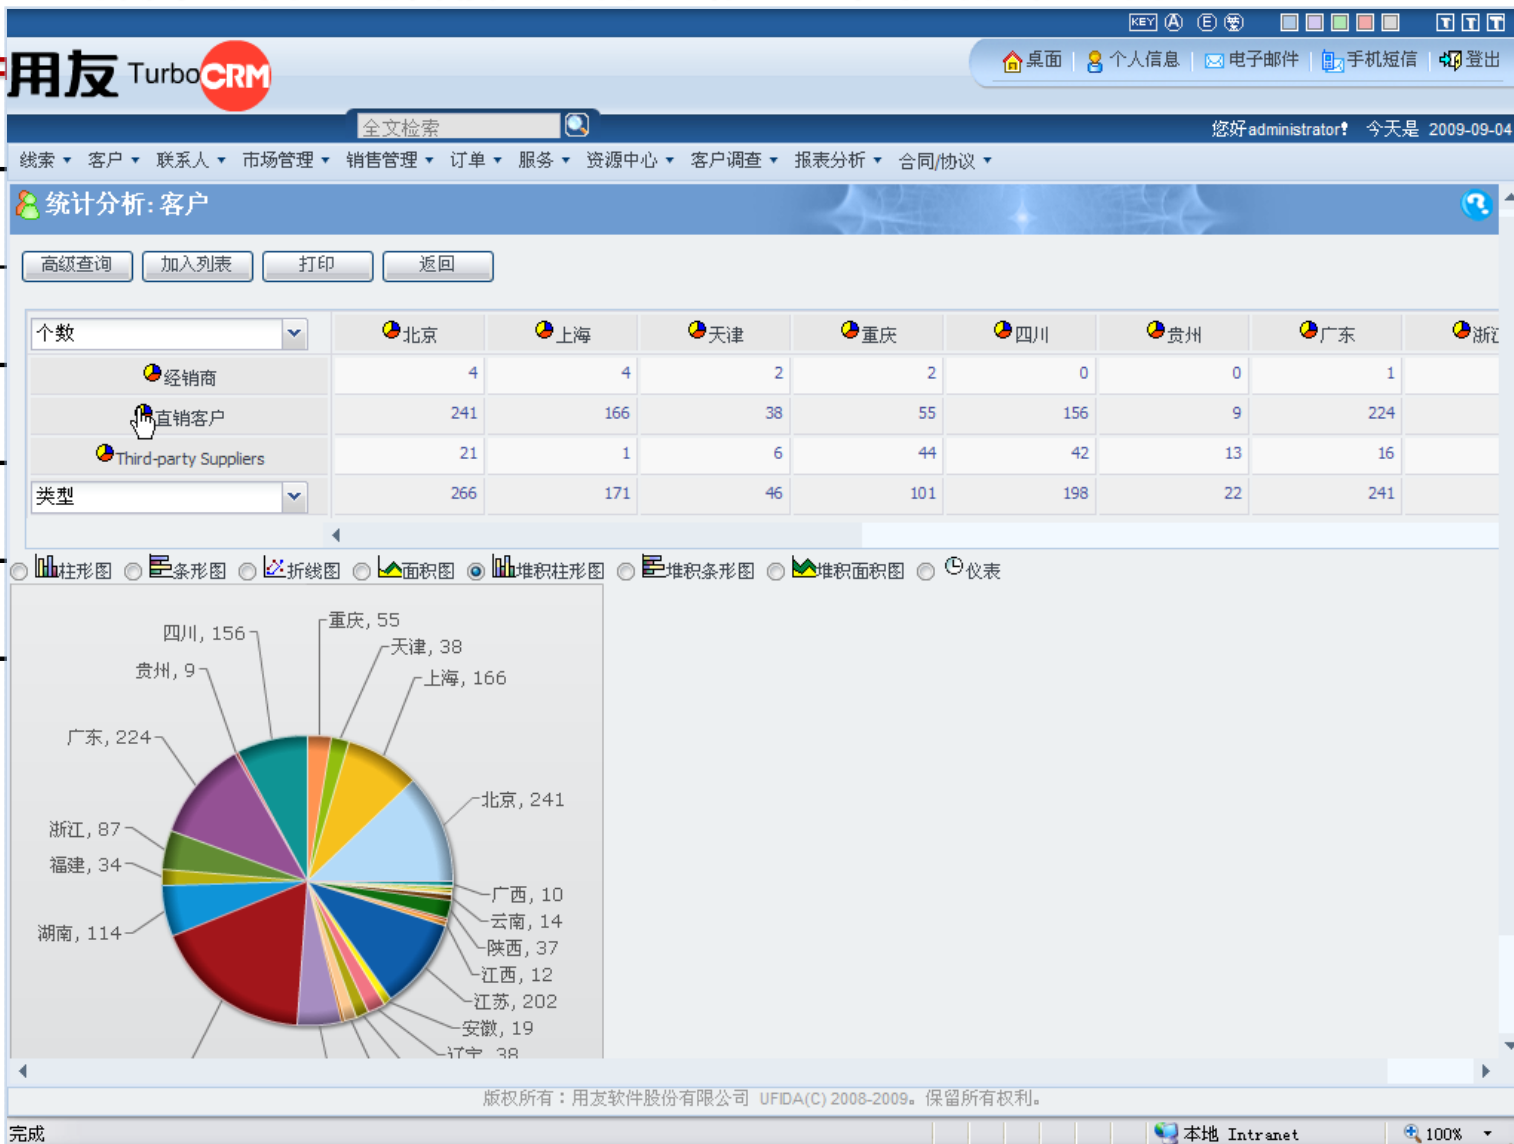 KEY A E 繁 T T T
用友 TurboCRM
桌面 个人信息 电子邮件 手机短信 登出
全文检索
您好administrator! 今天是 2009-09-04
线索 客户 联系人 市场管理 销售管理 订单 服务 资源中心 客户调查 报表分析 合同/协议
统计分析: 客户
高级查询 加入列表 打印 返回
个数 北京 上海 天津 重庆 四川 贵州 广东 浙江
经销商 4 4 2 2 0 0 1
直销客户 241 166 38 55 156 9 224
Third-party Suppliers 21 1 6 44 42 13 16
类型 266 171 46 101 198 22 241
柱形图 条形图 折线图 面积图 堆积柱形图 堆积条形图 堆积面积图 仪表
重庆, 55
四川, 156
天津, 38
贵州, 9
上海, 166
广东, 224
北京, 241
浙江, 87
福建, 34
广西, 10
云南, 14
湖南, 114
陕西, 37
江西, 12
江苏, 202
安徽, 19
辽宁, 38
版权所有：用友软件股份有限公司 UFIDA(C) 2008-2009。保留所有权利。
完成 本地 Intranet 100%